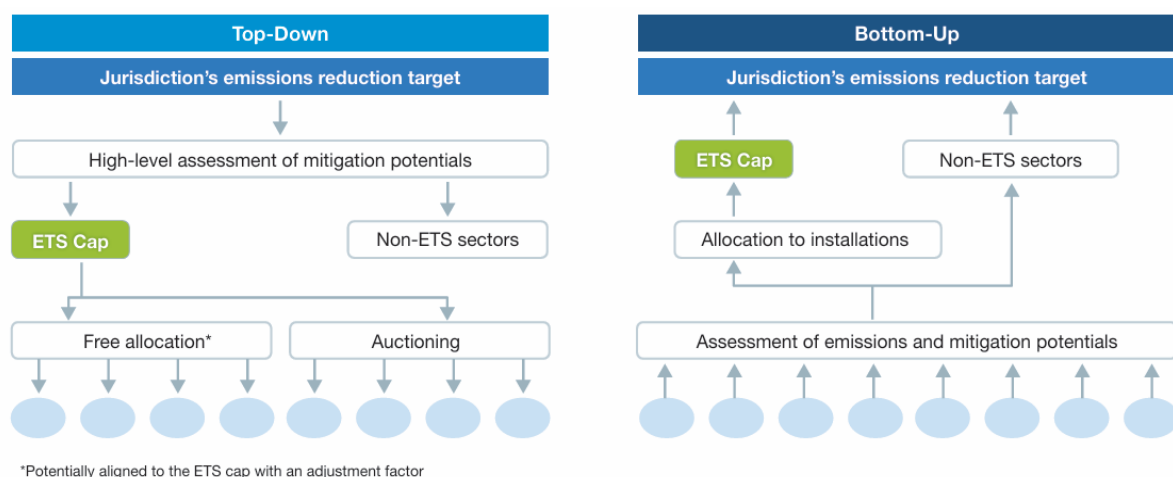 Top-Down
Jurisdiction's emissions reduction target
High-level assessment of mitigation potentials
ETS Cap
Non-ETS sectors
Free allocation*
Auctioning
*Potentially aligned to the ETS cap with an adjustment factor
Bottom-Up
Jurisdiction's emissions reduction target
ETS Cap
Non-ETS sectors
Allocation to installations
Assessment of emissions and mitigation potentials